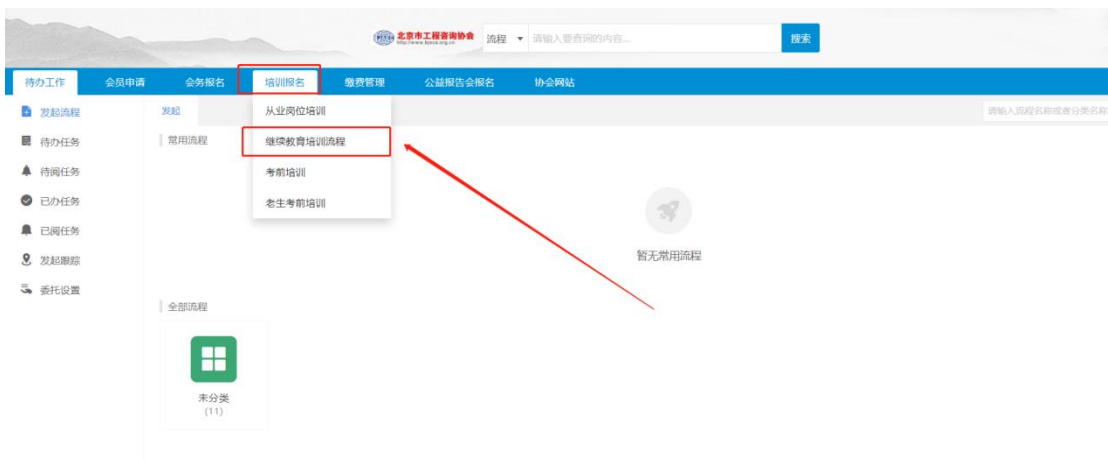 北京市工程咨询协会
流程
请输入要查询的内容...
搜索
待办工作
会员申请
会务报名
培训报名
缴费管理
公益报告会报名
协会网站
发起流程
待办任务
待阅任务
已办任务
已阅任务
发起跟踪
委托设置
发起
请输入流程名称或者分类名称
常用流程
从业岗位培训
继续教育培训流程
考前培训
老生考前培训
暂无常用流程
全部流程
未分类
(11)